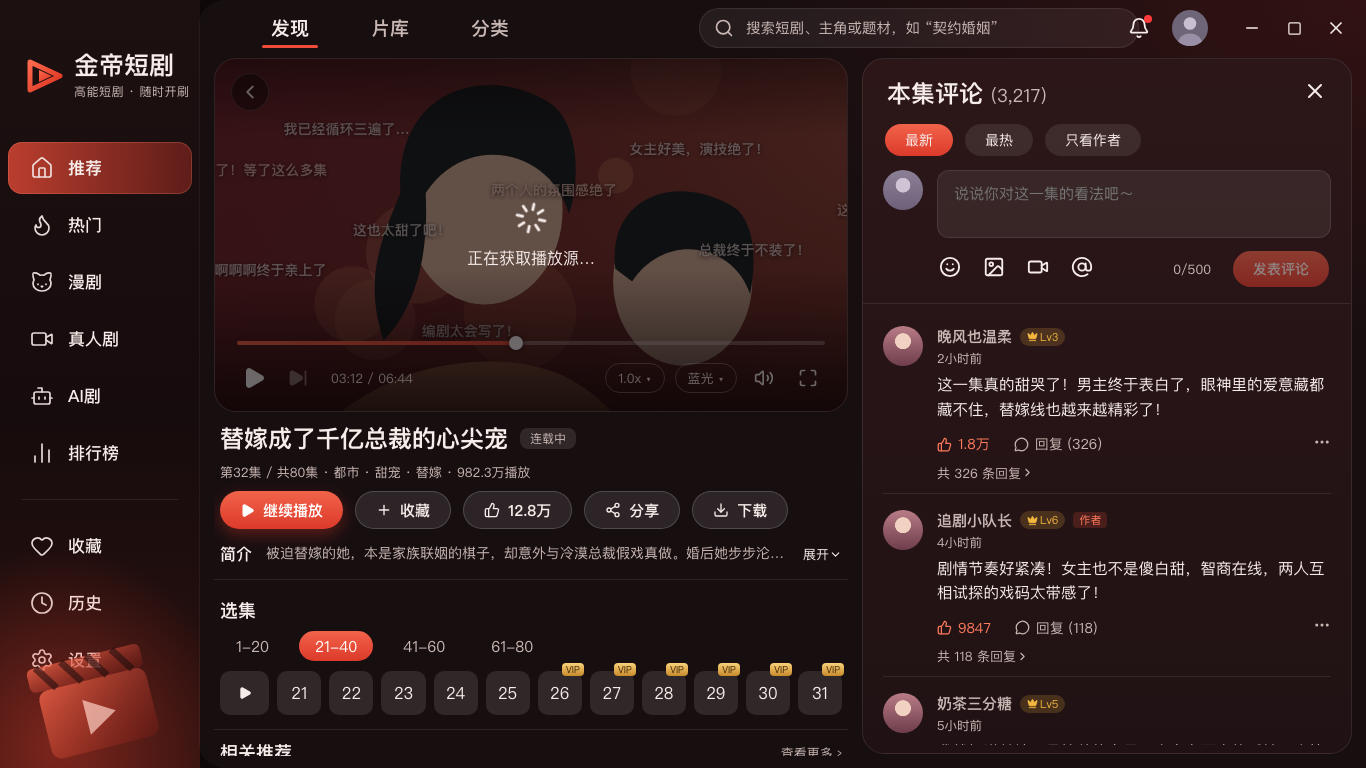 发现
片库
分类
搜索短剧、主角或题材，如 “契约婚姻”
金帝短剧
高能短剧 · 随时开刷
推荐
热门
漫剧
真人剧
AI剧
排行榜
收藏
历史
设置
我已经循环三遍了…
女主好美，演技绝了！
了！等了这么多集
两个人的氛围感绝了
这
这也太甜了吧！
总裁终于不装了！
正在获取播放源…
啊啊啊终于亲上了
编剧太会写了！
03:12 / 06:44
1.0x
蓝光
替嫁成了千亿总裁的心尖宠
连载中
第32集 / 共80集 · 都市 · 甜宠 · 替嫁 · 982.3万播放
继续播放
收藏
12.8万
分享
下载
简介
被迫替嫁的她，本是家族联姻的棋子，却意外与冷漠总裁假戏真做。婚后她步步沦…
展开
选集
1–20
21–40
41–60
61–80
VIP VIP VIP VIP VIP VIP
21 22 23 24 25 26 27 28 29 30 31
相关推荐
查看更多
本集评论 (3,217)
最新
最热
只看作者
说说你对这一集的看法吧～
0/500
发表评论
晚风也温柔
Lv3
2小时前
这一集真的甜哭了！男主终于表白了，眼神里的爱意藏都
藏不住，替嫁线也越来越精彩了！
1.8万
回复 (326)
共 326 条回复
追剧小队长
Lv6
作者
4小时前
剧情节奏好紧凑！女主也不是傻白甜，智商在线，两人互
相试探的戏码太带感了！
9847
回复 (118)
共 118 条回复
奶茶三分糖
Lv5
5小时前